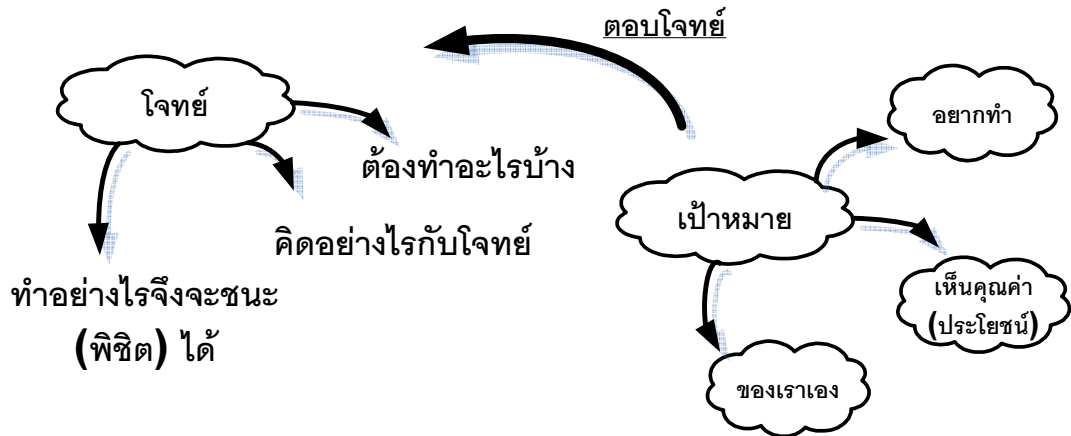 ตอบโจทย์
โจทย์
ต้องทำอะไรบ้าง
คิดอย่างไรกับโจทย์
ทำอย่างไรจึงจะชนะ
(พิชิต) ได้
เป้าหมาย
อยากทำ
เห็นคุณค่า
(ประโยชน์)
ของเราเอง